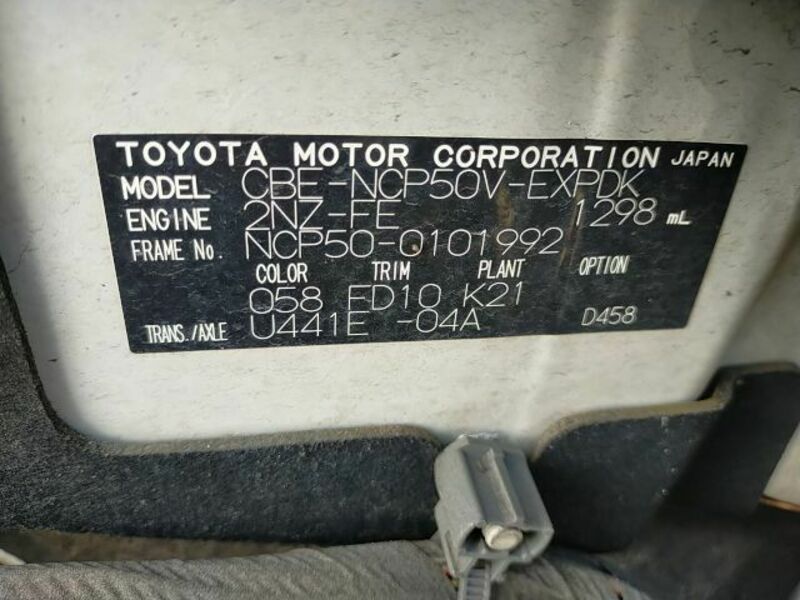 TOYOTA MOTOR CORPORATION JAPAN
MODEL CBE-NCP50V-EXPDK
ENGINE 2NZ-FE 1298 mL
FRAME No. NCP50-0101992
COLOR TRIM PLANT OPTION
058 FD10 K21
TRANS./AXLE U441E -04A D458